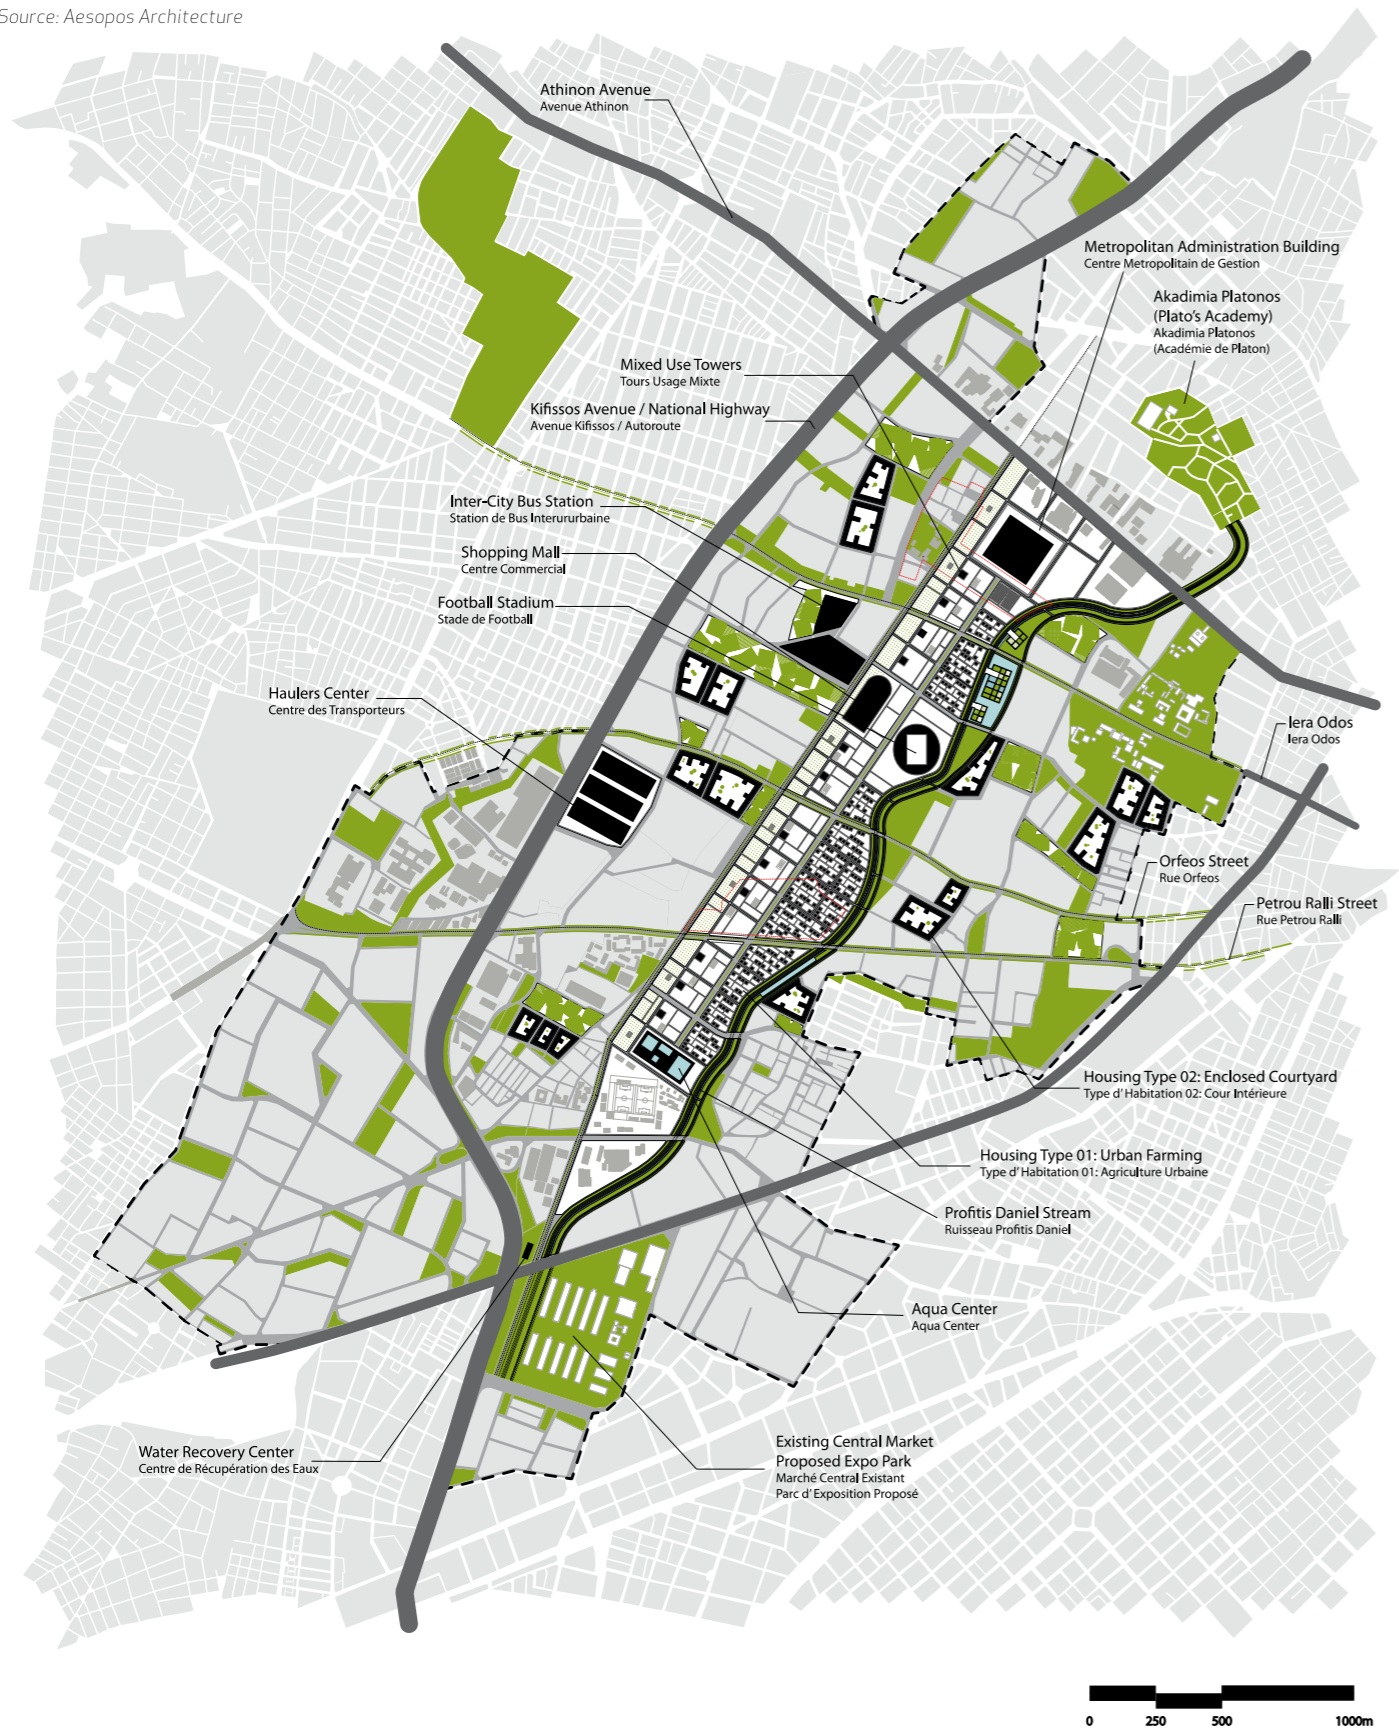 Source: Aesopos Architecture
Athinon Avenue
Avenue Athinon
Metropolitan Administration Building
Centre Metropolitain de Gestion
Akadimia Platonos
(Plato's Academy)
Akadimia Platonos
(Académie de Platon)
Mixed Use Towers
Tours Usage Mixte
Kifissos Avenue / National Highway
Avenue Kifissos / Autoroute
Inter-City Bus Station
Station de Bus Interururbaine
Shopping Mall
Centre Commercial
Football Stadium
Stade de Football
Haulers Center
Centre des Transporteurs
Iera Odos
Iera Odos
Orfeos Street
Rue Orfeos
Petrou Ralli Street
Rue Petrou Ralli
Housing Type 02: Enclosed Courtyard
Type d'Habitation 02: Cour Intérieure
Housing Type 01: Urban Farming
Type d'Habitation 01: Agriculture Urbaine
Profitis Daniel Stream
Ruisseau Profitis Daniel
Aqua Center
Aqua Center
Water Recovery Center
Centre de Récupération des Eaux
Existing Central Market
Proposed Expo Park
Marché Central Existant
Parc d'Exposition Proposé
0 250 500 1000m